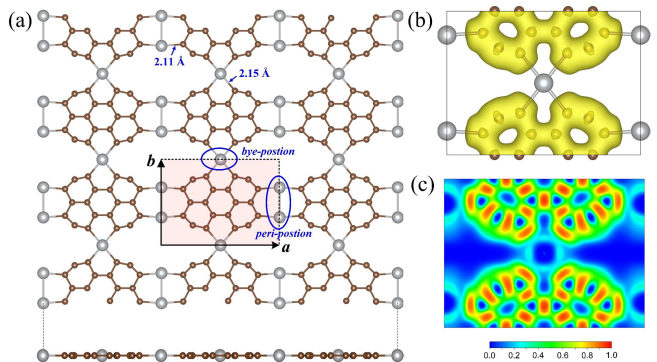 (a)
2.11 Å
2.15 Å
b
bye-postion
peri-postion
a
(b)
(c)
0.0 0.2 0.4 0.6 0.8 1.0